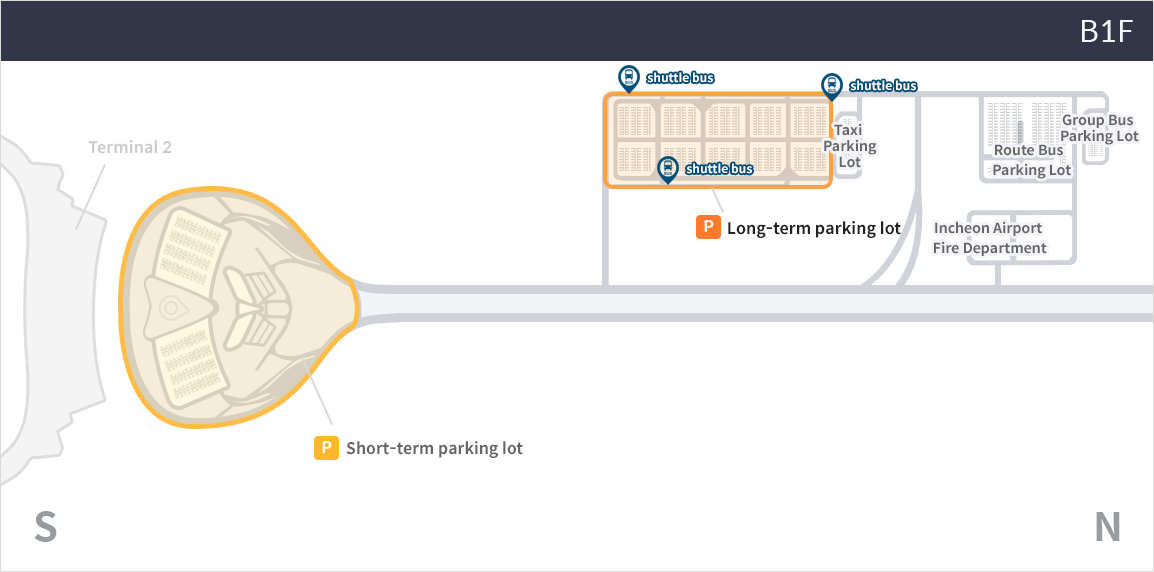 B1F
shuttle bus
shuttle bus
Taxi
Parking
Lot
Group Bus
Parking Lot
Route Bus
Parking Lot
shuttle bus
Terminal 2
P Long-term parking lot
Incheon Airport
Fire Department
P Short-term parking lot
S
N